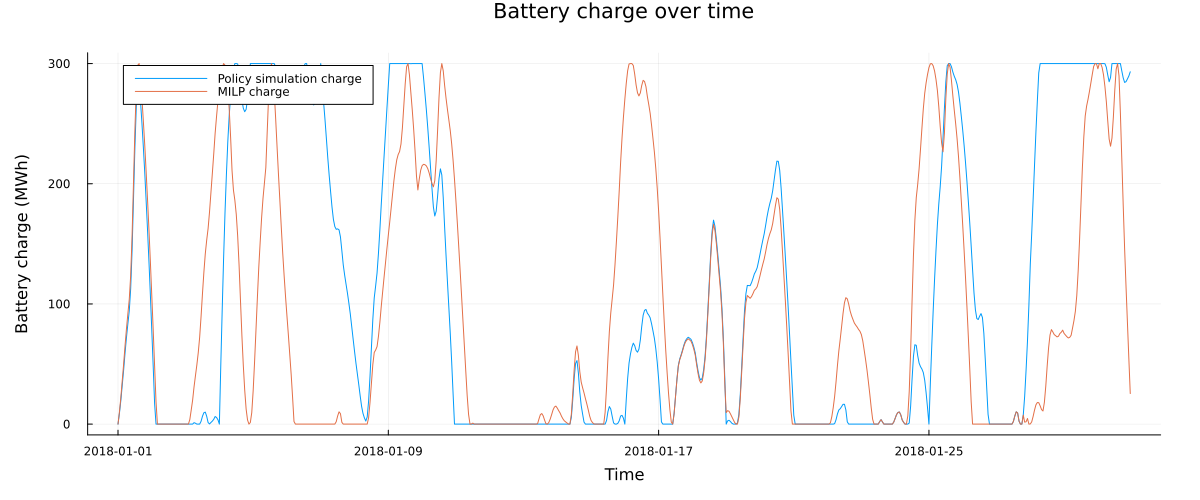 Battery charge over time
Battery charge (MWh)
300
200
100
0
Policy simulation charge
MILP charge
2018-01-01
2018-01-09
2018-01-17
2018-01-25
Time